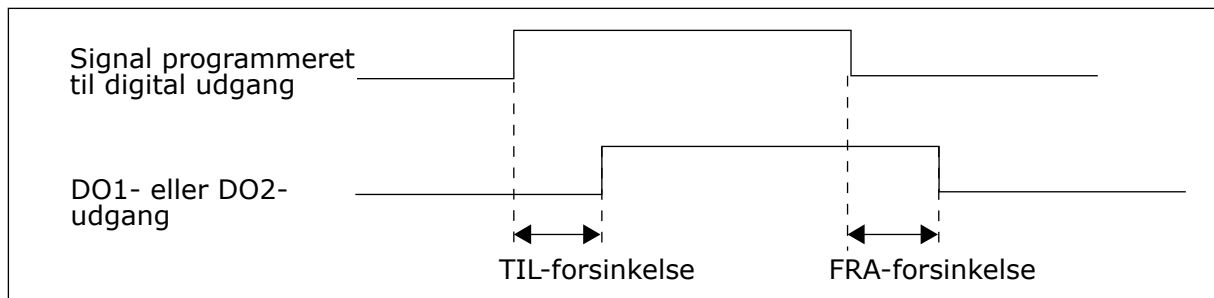 Signal programmeret
til digital udgang
DO1- eller DO2-
udgang
TIL-forsinkelse
FRA-forsinkelse